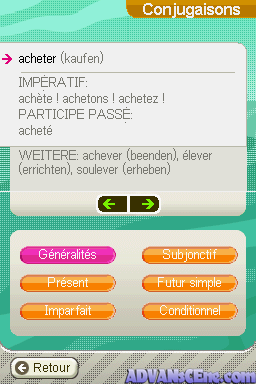 Conjugaisons
acheter (kaufen)
IMPÉRATIF:
achète ! achetons ! achetez !
PARTICIPE PASSÉ:
acheté
WEITERE: achever (beenden), élever
(errichten), soulever (erheben)
Généralités
Subjonctif
Présent
Futur simple
Imparfait
Conditionnel
Retour
ADVANSCENE.com